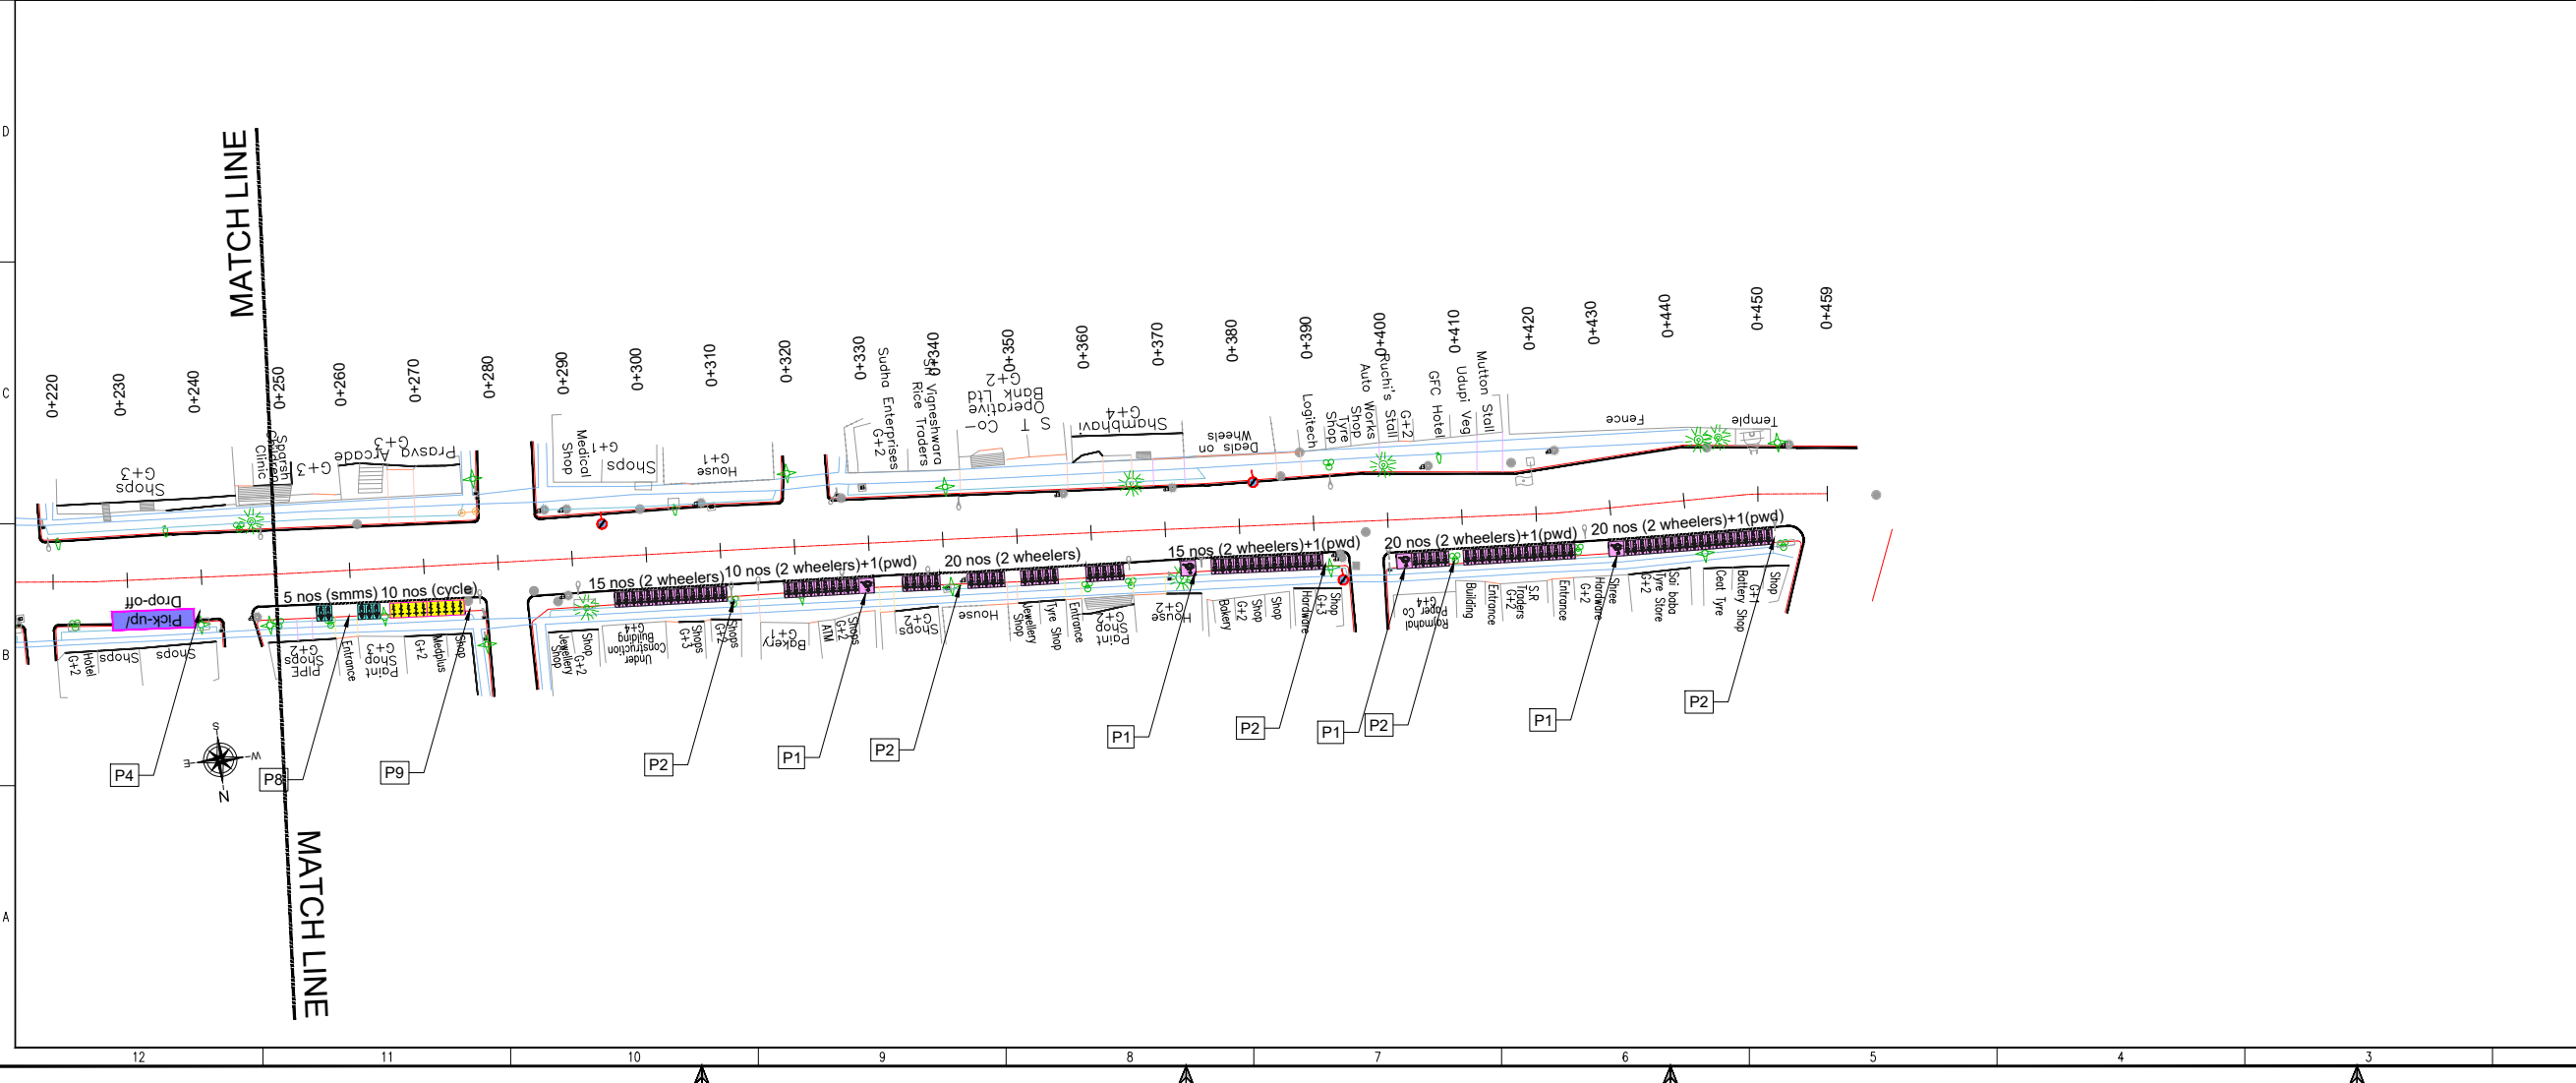 D
C
B
A
MATCH LINE
MATCH LINE
0+220
0+230
0+240
0+250
0+260
0+270
0+280
0+290
0+300
0+310
0+320
0+330
0+340
0+350
0+360
0+370
0+380
0+390
0+400
0+410
0+420
0+430
0+440
0+450
0+459
Shops
G+3
Sparsh
Children
Clinic
G+3
Prasva Arcade
G+3
Medical
Shop
G+1
Shops
House
G+1
Sudha Enterprises
G+2
Sri Vigneshwara
Rice Traders
S T
Co-
Operative
Bank Ltd
G+2
Shambhavi
G+4
Deals on
Wheels
Logitech
Tyre
Shop
Auto Works
Shop
Ruchi's Stall
G+2
GFC Hotel
Udupi Veg
Mutton Stall
Fence
Temple
Pick-up/
Drop-off
5 nos (smms)
10 nos (cycle)
15 nos (2 wheelers)
10 nos (2 wheelers)+1(pwd)
20 nos (2 wheelers)
15 nos (2 wheelers)+1(pwd)
20 nos (2 wheelers)+1(pwd)
20 nos (2 wheelers)+1(pwd)
Hotel
G+2
Shops
Shops
PIPE
Shops
G+2
Entrance
Paint
Shop
G+3
Medplus
G+2
Shop
Jewellery
Shop
Shop
G+2
Under
Construction
Building
G+4
Shops
G+3
Shops
G+2
Bakery
G+1
ATM
Shops
G+2
Shops
G+2
House
Jewellery
Shop
Tyre Shop
Entrance
Paint
Shop
G+2
House
G+2
Bakery
Shop
G+2
Shop
Hardware
Shop
G+3
Rajmahal
Paper Co
G+4
Building
Entrance
S.R
Traders
G+2
Entrance
Shree
Hardware
G+2
Sai baba
Tyre Store
G+2
Ceat Tyre
Battery Shop
G+1
Shop
P4
P8
P9
P2
P1
P2
P1
P2
P1
P2
P1
P2
S
W
E
N
12
11
10
9
8
7
6
5
4
3